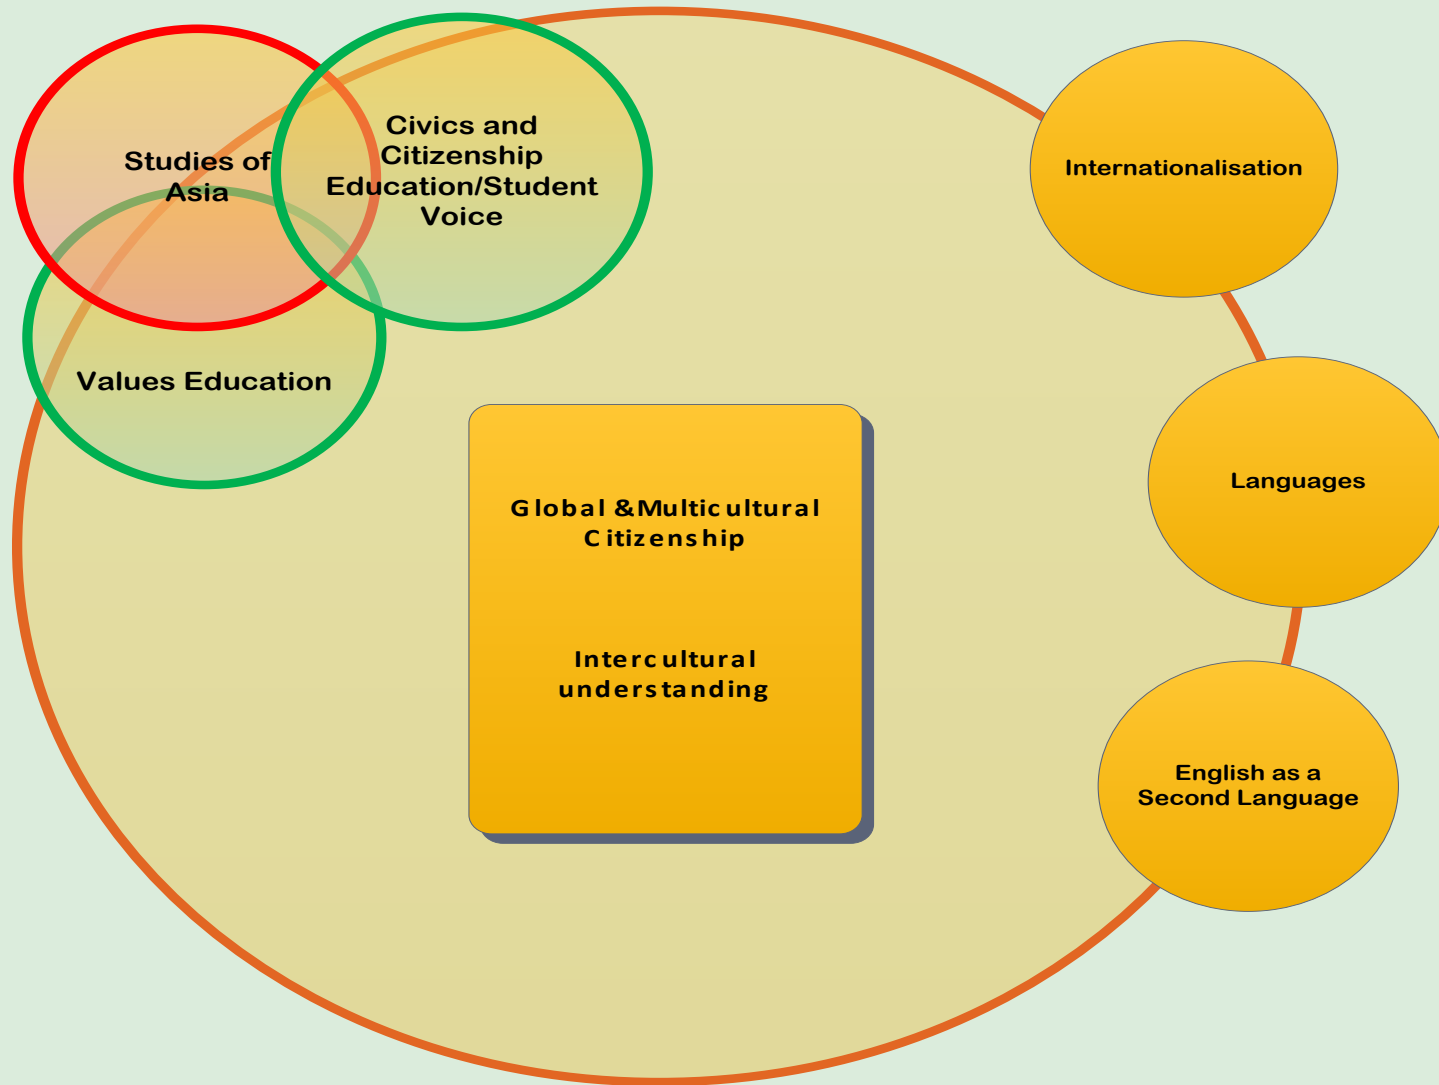 Studies of
Asia
Civics and
Citizenship
Education/Student
Voice
Internationalisation
Values Education
Languages
Global &Multicultural
Citizenship
Intercultural
understanding
English as a
Second Language